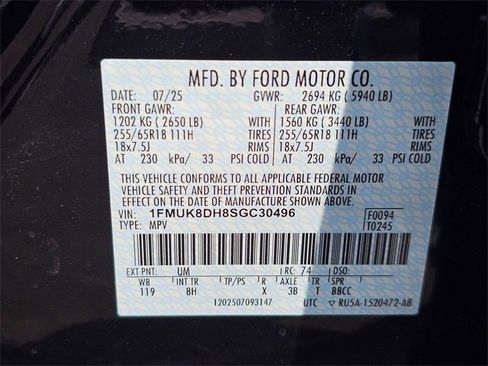 MFD. BY FORD MOTOR CO.
DATE: 07/25 GVWR: 2694 KG ( 5940 LB)
FRONT GAWR: REAR GAWR:
1202 KG ( 2650 LB) 1560 KG ( 3440 LB)
255/65R18 111H TIRES 255/65R18 111H TIRES
18x7.5J RIMS 18x7.5J RIMS
AT 230 kPa/ 33 PSI COLD AT 230 kPa/ 33 PSI COLD
THIS VEHICLE CONFORMS TO ALL APPLICABLE FEDERAL MOTOR
VEHICLE SAFETY AND THEFT PREVENTION STANDARDS IN
EFFECT ON THE DATE OF MANUFACTURE SHOWN ABOVE.
VIN: 1FMUK8DH8SGC30496 F0094
TYPE: MPV T0245
EXT PNT: UM RC: 74 DSO:
WB INT TR TP/PS R AXLE TR SPR
119 8H X 3B T BBCC
1202507093147 UTC ▽ RU5A-1520472-AB